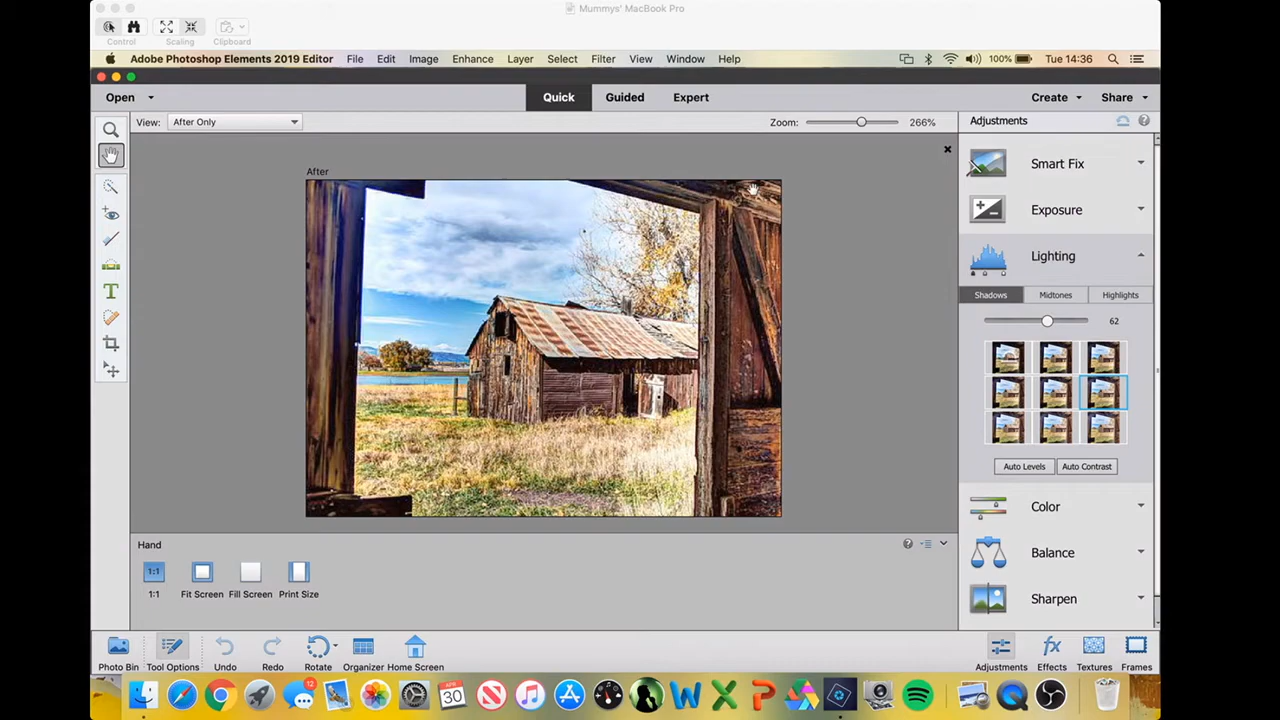 Mummys' MacBook Pro
Control
Scaling
Clipboard
Adobe Photoshop Elements 2019 Editor File Edit Image Enhance Layer Select Filter View Window Help 100% Tue 14:36
Open Quick Guided Expert Create Share
View: After Only Zoom: 266% Adjustments
After
Smart Fix
Exposure
Lighting
Shadows Midtones Highlights
62
Auto Levels Auto Contrast
Color
Balance
Sharpen
Hand
1:1
1:1 Fit Screen Fill Screen Print Size
Photo Bin Tool Options Undo Redo Rotate Organizer Home Screen Adjustments Effects Textures Frames
12
APR
30